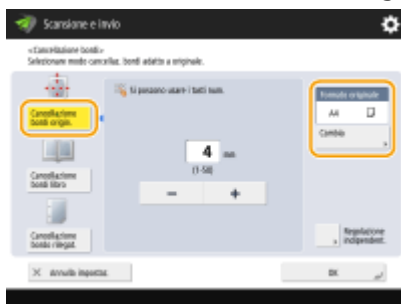 Scansione e Invio
<Cancellazione bordi>
Selezionare modo cancellaz. bordi adatto a originale.
Cancellazione
bordi origin.
Si possono usare i tasti num.
Formato originale
A4
Cambia
4 mm
(1-50)
Cancellazione
bordi libro
- +
Cancellazione
bordo rilegat.
Regolazione
indipendent.
× Annulla impostaz.
OK